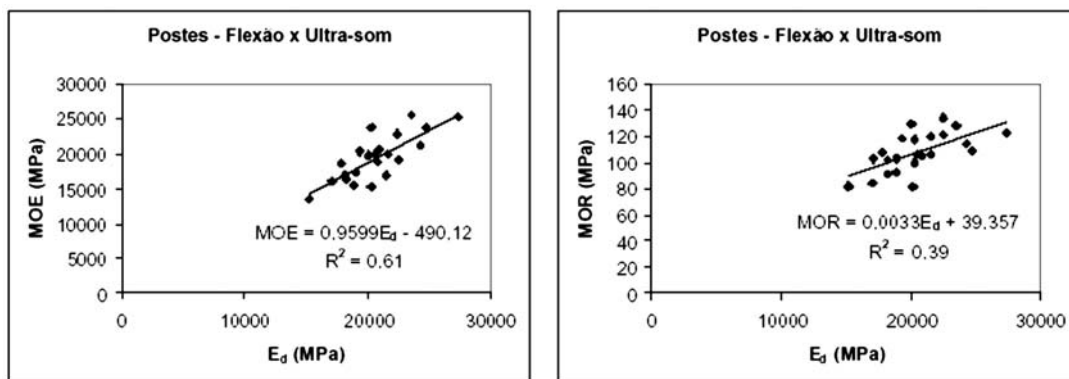 Postes - Flexão x Ultra-som
MOE (MPa)
30000
25000
20000
15000
10000
5000
0
MOE = 0.9599Ed - 490.12
R² = 0.61
0 10000 20000 30000
Ed (MPa)
Postes - Flexão x Ultra-som
MOR (MPa)
160
140
120
100
80
60
40
20
0
MOR = 0.0033Ed + 39.357
R² = 0.39
0 10000 20000 30000
Ed (MPa)